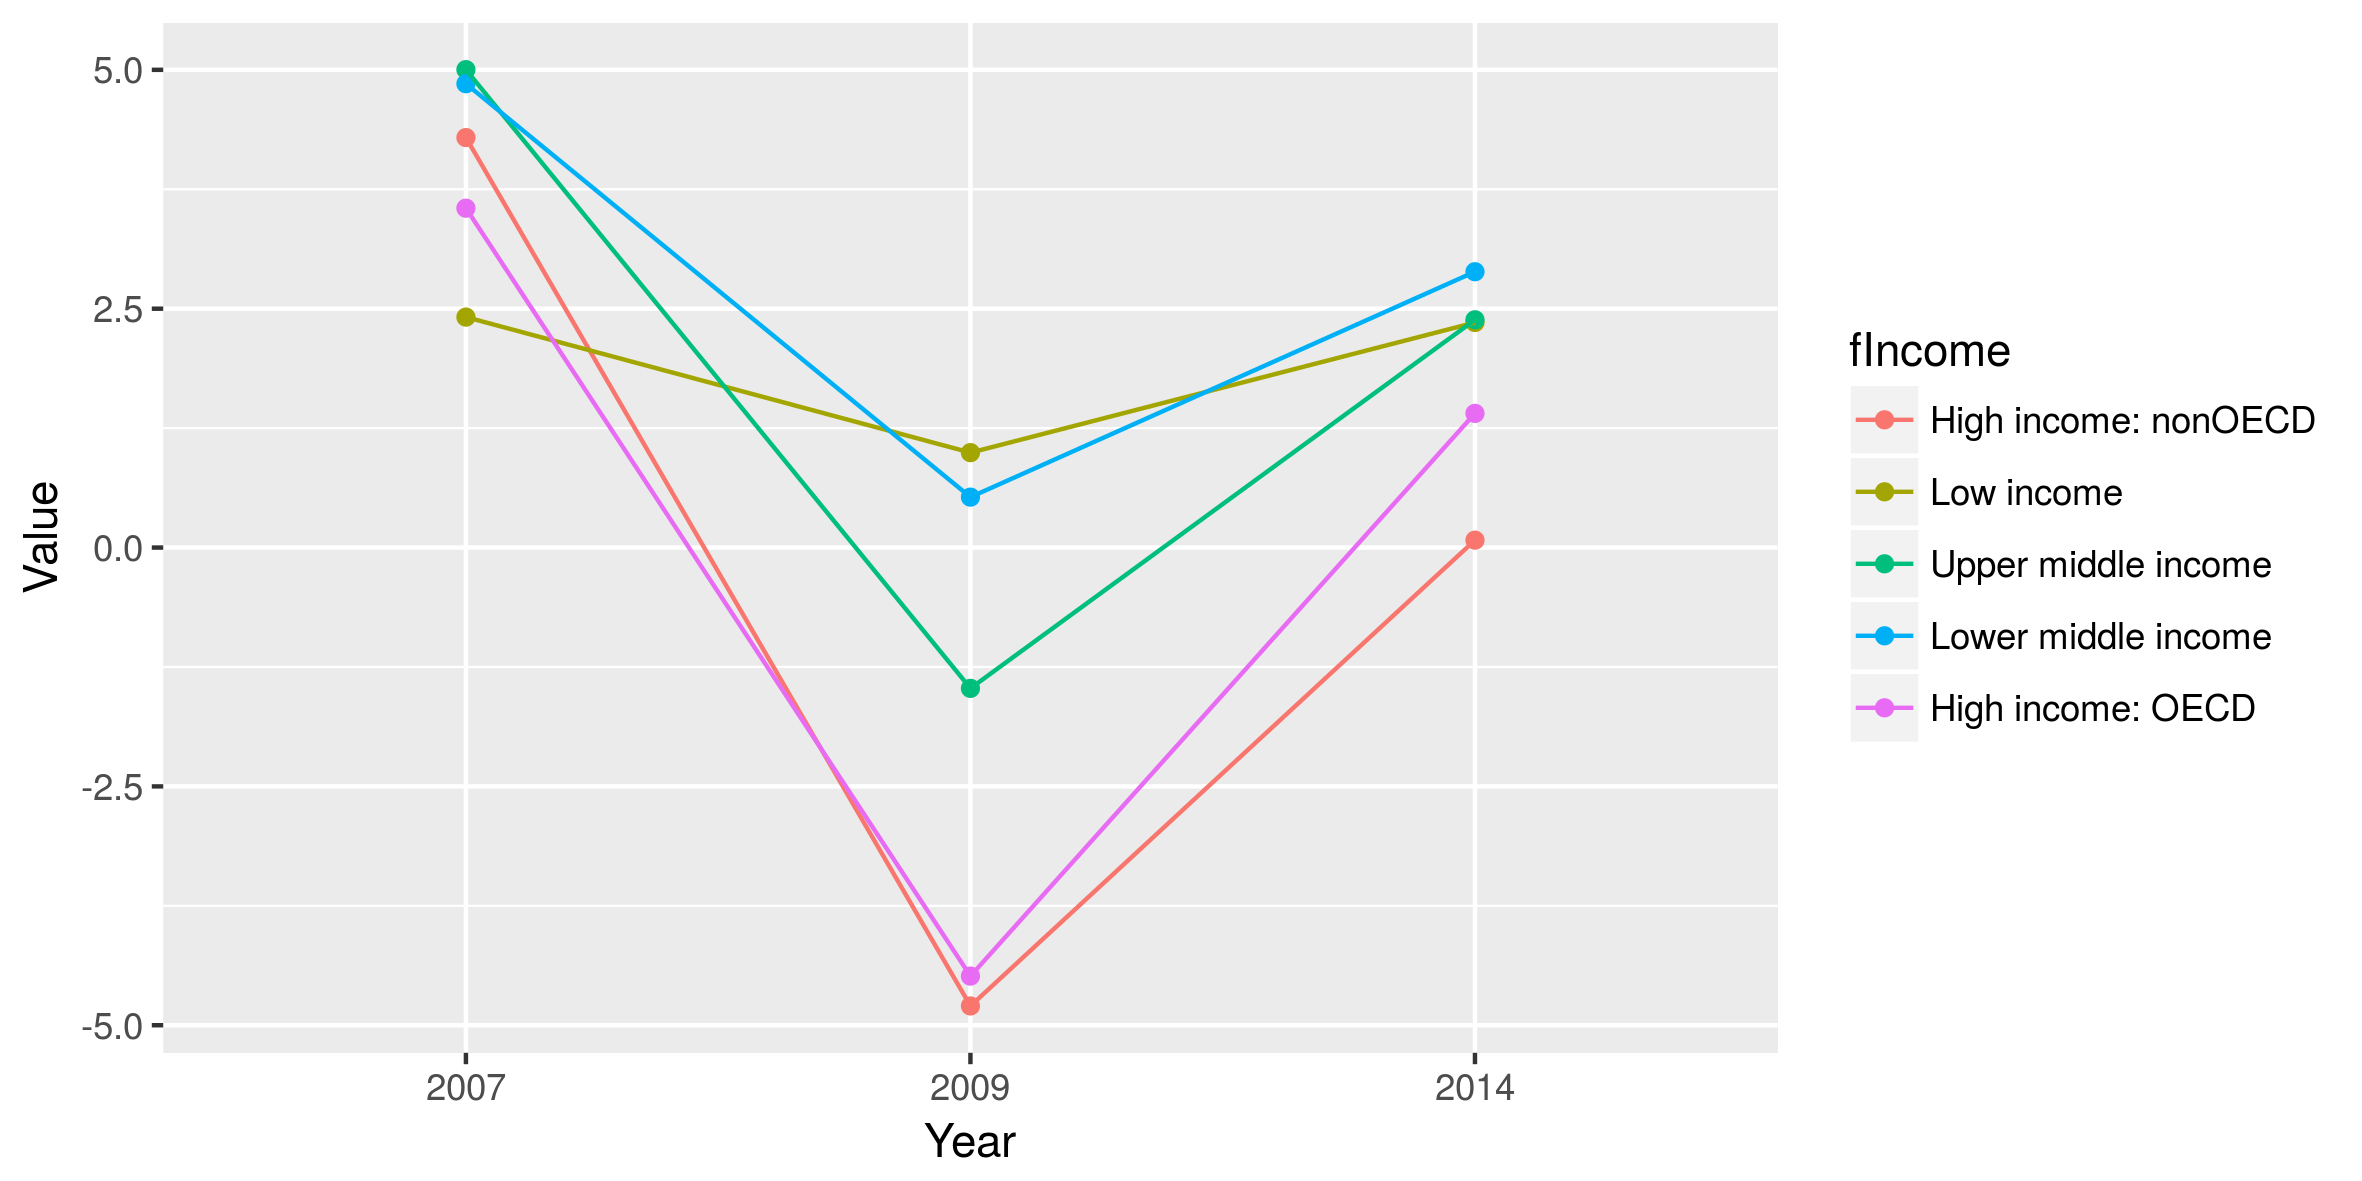 5.0
2.5
0.0
-2.5
-5.0
Value
2007 2009 2014
Year
fIncome
High income: nonOECD
Low income
Upper middle income
Lower middle income
High income: OECD